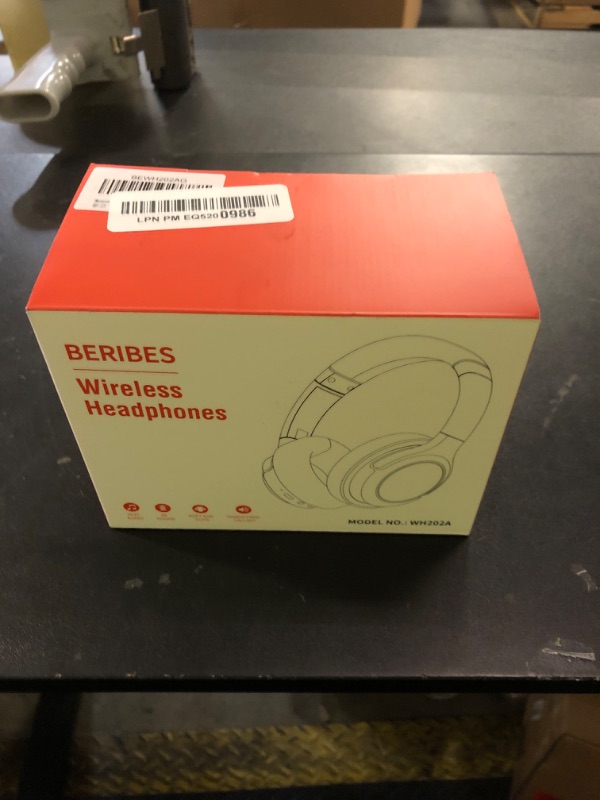 BEWH202AG
LPN PM EQ5200986
BERIBES
Wireless
Headphones
MODEL NO.: WH202A